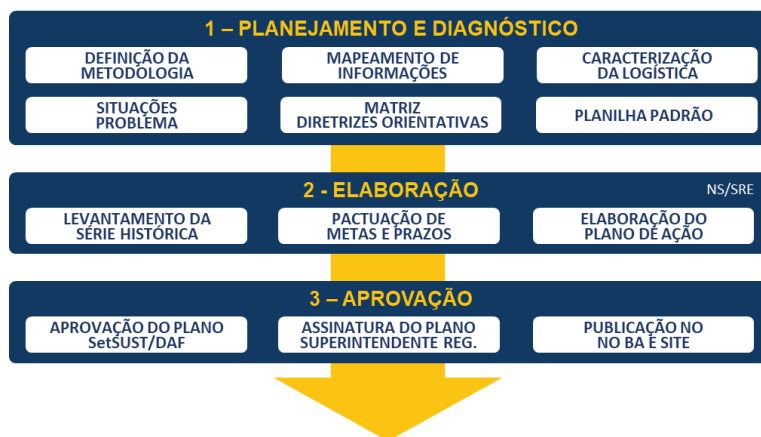 1 – PLANEJAMENTO E DIAGNÓSTICO
DEFINIÇÃO DA
METODOLOGIA
MAPEAMENTO DE
INFORMAÇÕES
CARACTERIZAÇÃO
DA LOGÍSTICA
SITUAÇÕES
PROBLEMA
MATRIZ
DIRETRIZES ORIENTATIVAS
PLANILHA PADRÃO
2 - ELABORAÇÃO
NS/SRE
LEVANTAMENTO DA
SÉRIE HISTÓRICA
PACTUAÇÃO DE
METAS E PRAZOS
ELABORAÇÃO DO
PLANO DE AÇÃO
3 – APROVAÇÃO
APROVAÇÃO DO PLANO
SetSUST/DAF
ASSINATURA DO PLANO
SUPERINTENDENTE REG.
PUBLICAÇÃO NO
NO BA E SITE